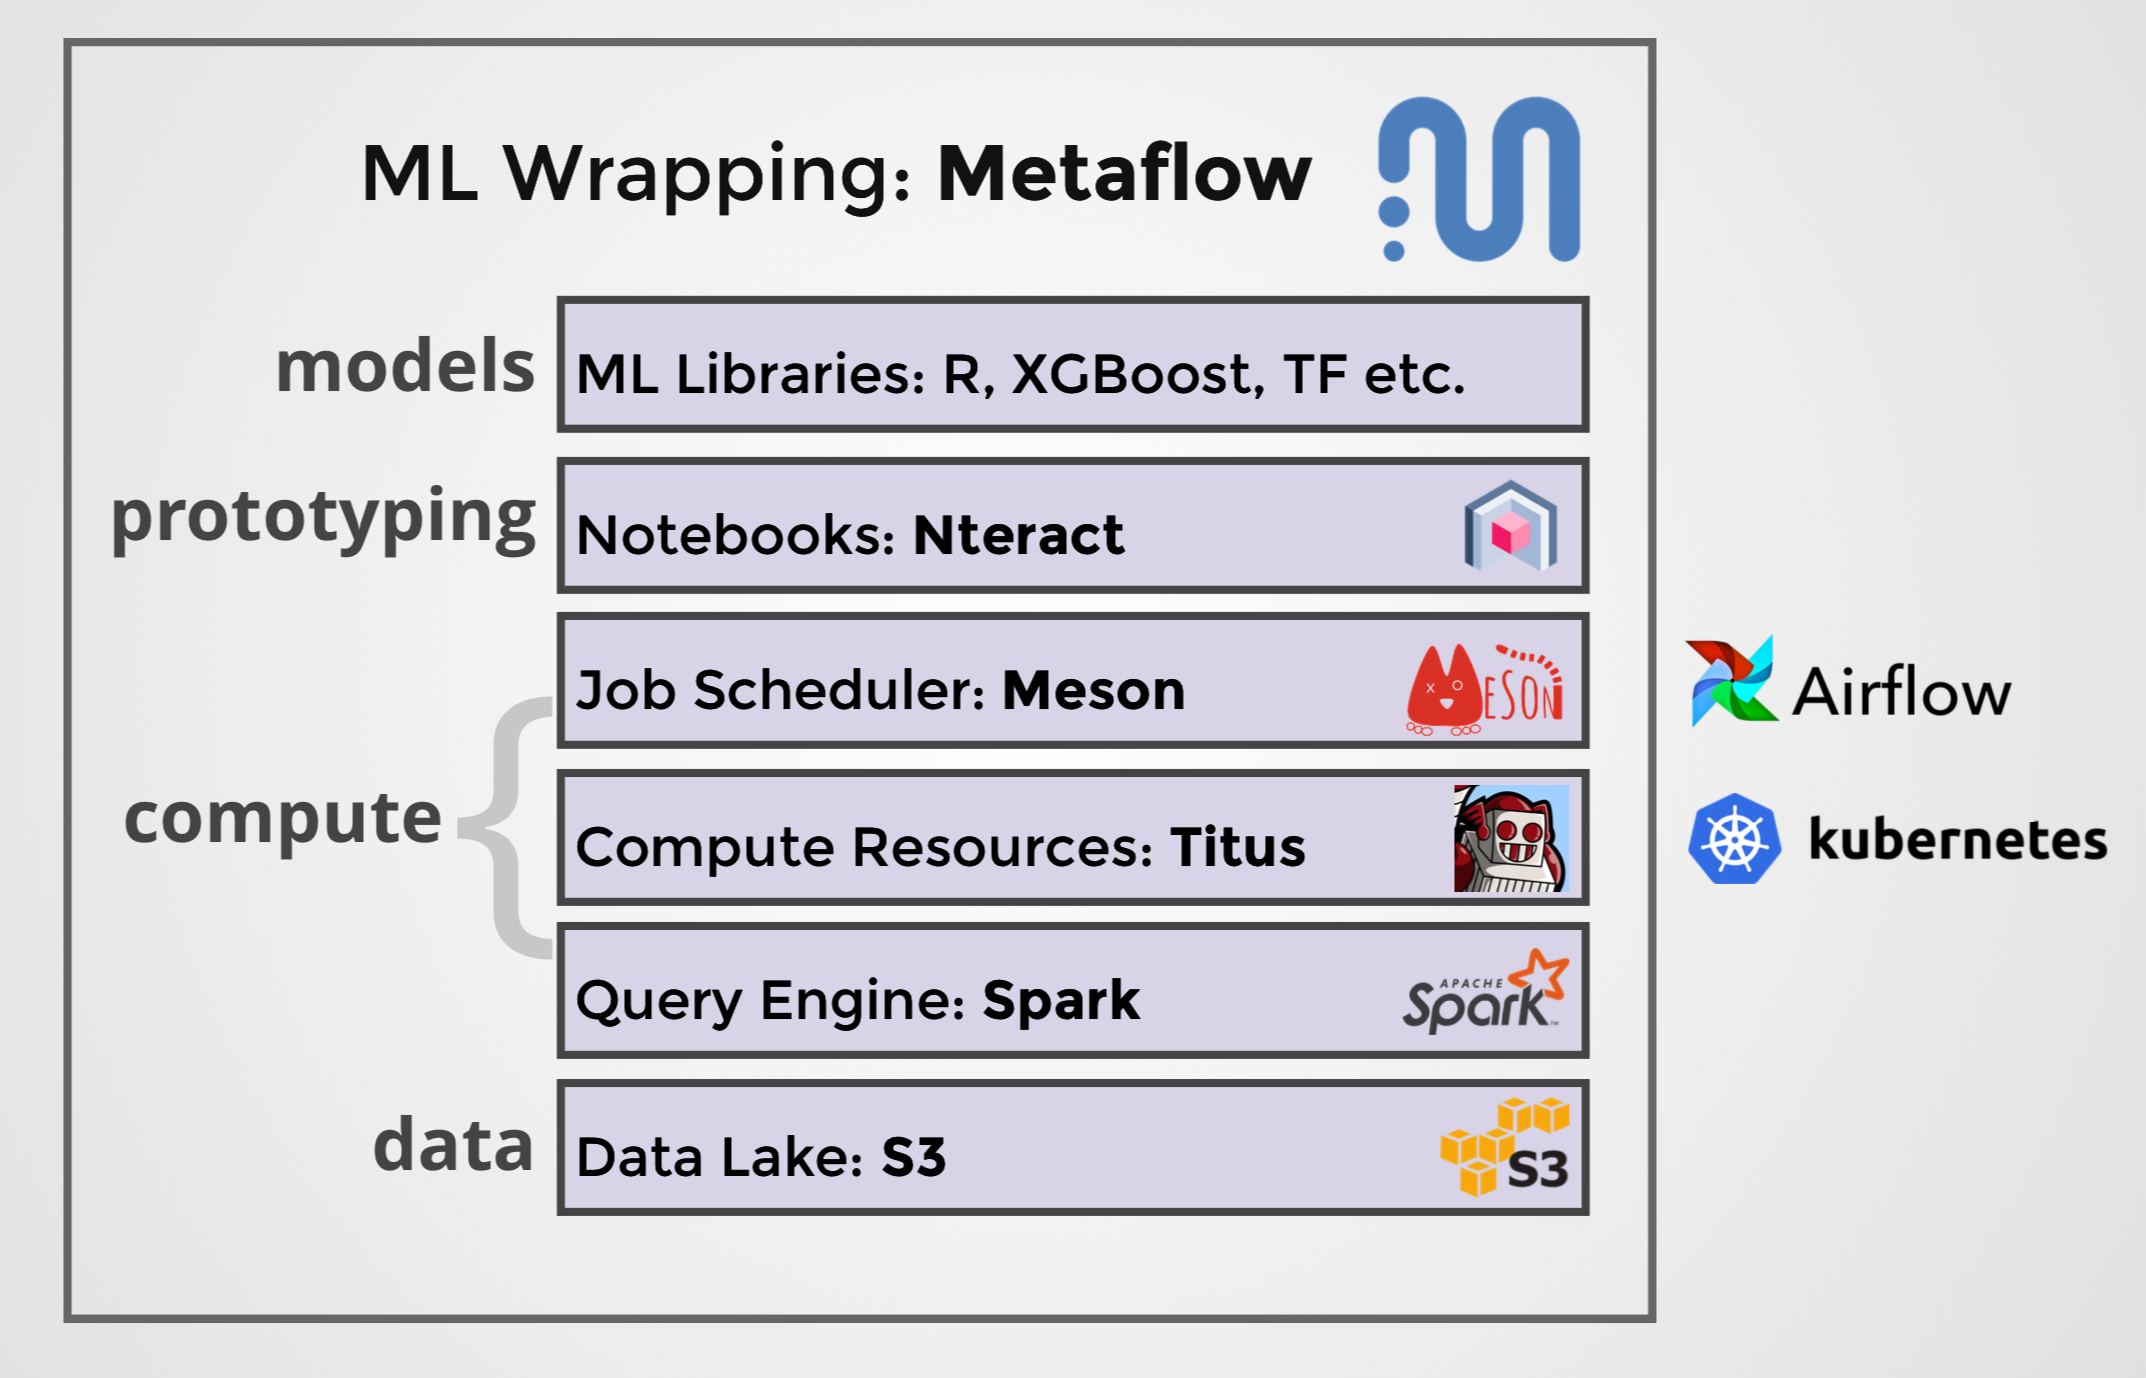 ML Wrapping: Metaflow
models
ML Libraries: R, XGBoost, TF etc.
prototyping
Notebooks: Nteract
Job Scheduler: Meson
MESON
Airflow
compute
Compute Resources: Titus
kubernetes
Query Engine: Spark
APACHE
Spark™
data
Data Lake: S3
S3